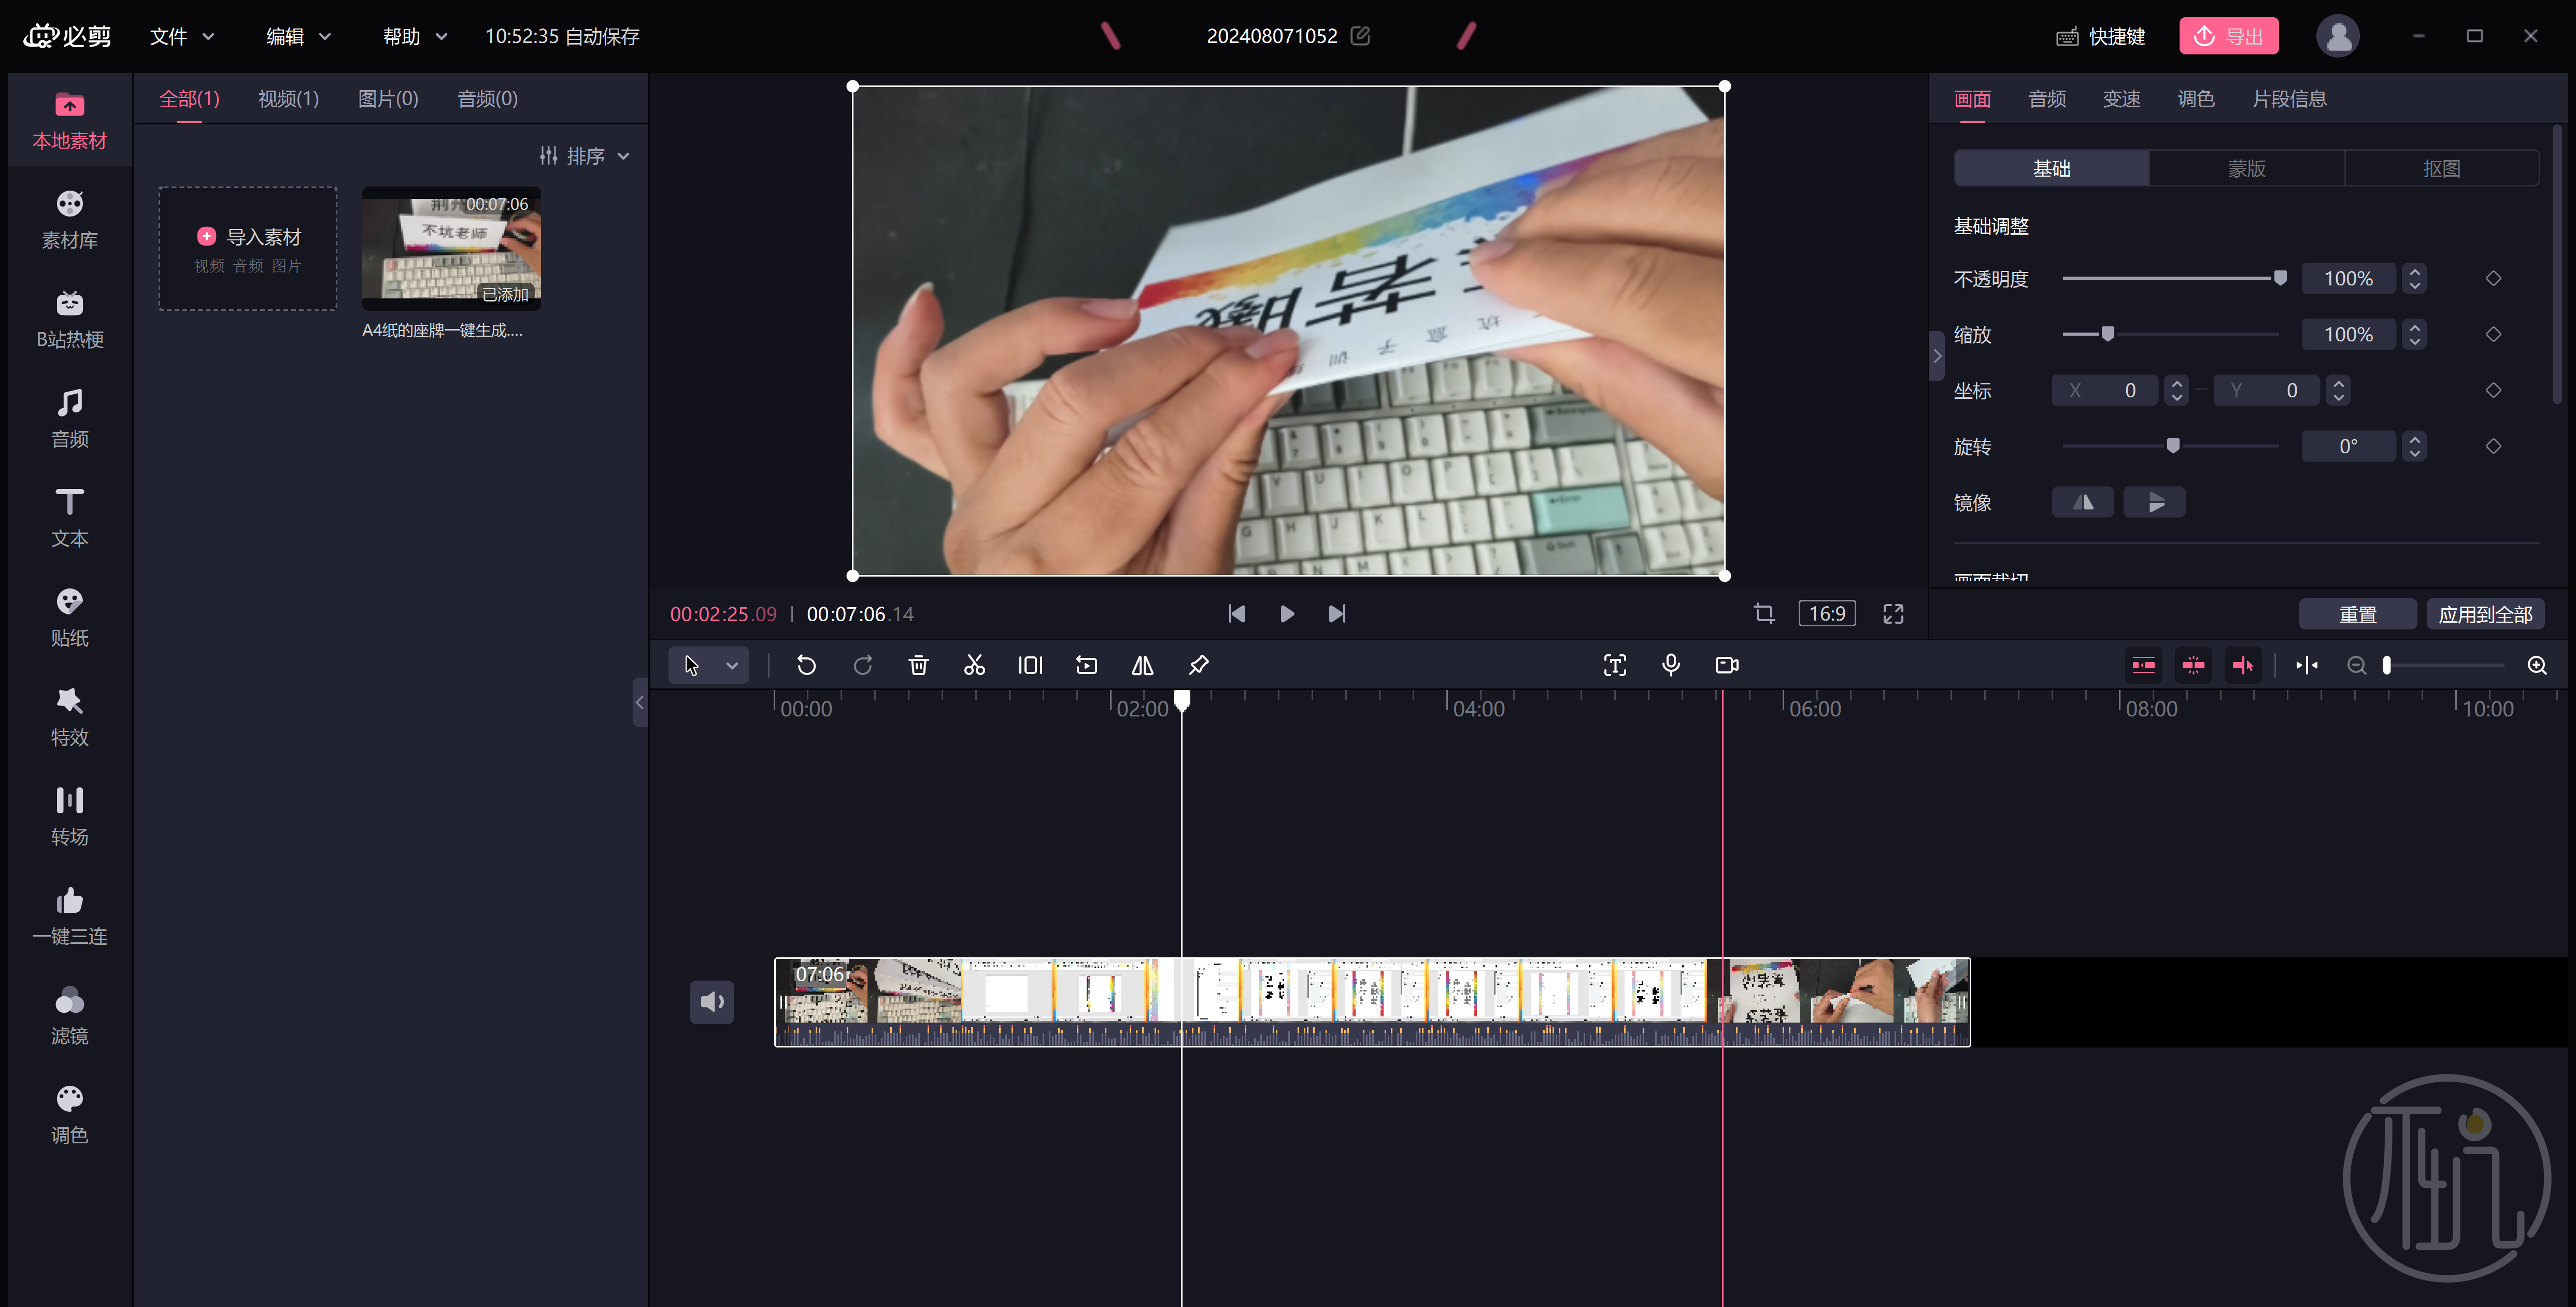 必剪
文件
编辑
帮助
10:52:35 自动保存
202408071052
快捷键
导出
本地素材
素材库
B站热梗
音频
文本
贴纸
特效
转场
一键三连
滤镜
调色
全部(1)
视频(1)
图片(0)
音频(0)
排序
导入素材
视频 音频 图片
荆州
00:07:06
不坑老师
已添加
A4纸的座牌一键生成....
00:02:25.09 | 00:07:06.14
16:9
画面
音频
变速
调色
片段信息
基础
蒙版
抠图
基础调整
不透明度
100%
缩放
100%
坐标
X 0
Y 0
旋转
0°
镜像
画面裁切
重置
应用到全部
00:00
02:00
04:00
06:00
08:00
10:00
07:06
不坑